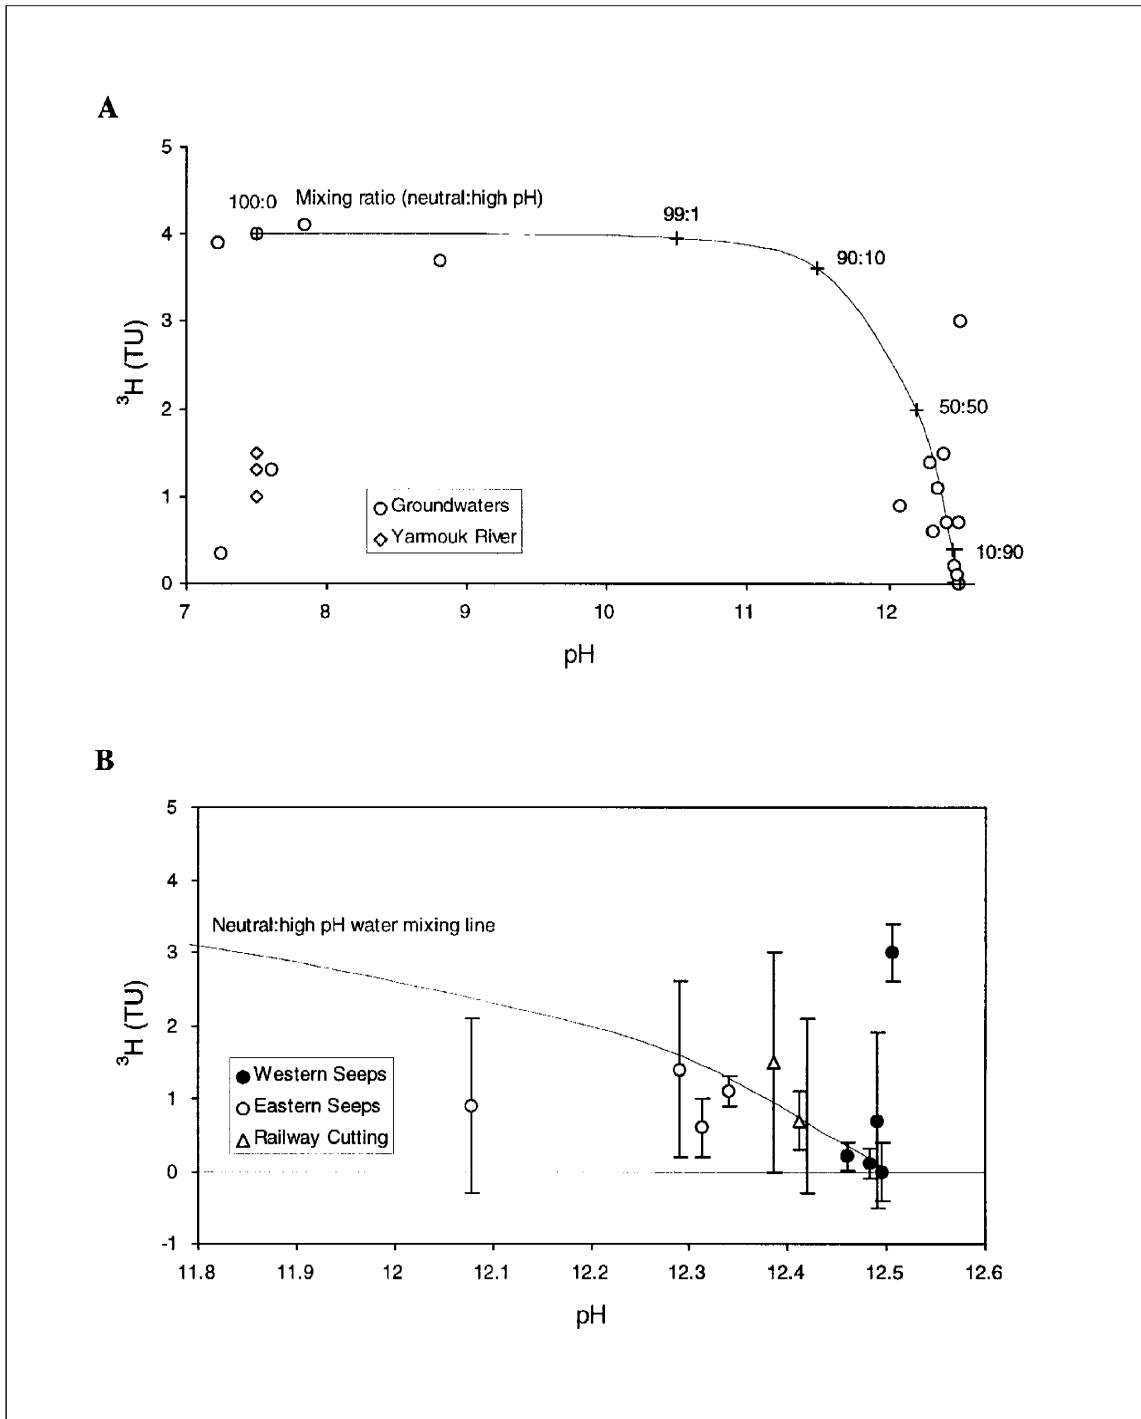 A
5
4
3
2
1
0
³H (TU)
100:0
Mixing ratio (neutral:high pH)
99:1
90:10
50:50
10:90
Groundwaters
Yarmouk River
7 8 9 10 11 12
pH
B
5
4
3
2
1
0
-1
³H (TU)
Neutral:high pH water mixing line
Western Seeps
Eastern Seeps
Railway Cutting
11.8 11.9 12 12.1 12.2 12.3 12.4 12.5 12.6
pH